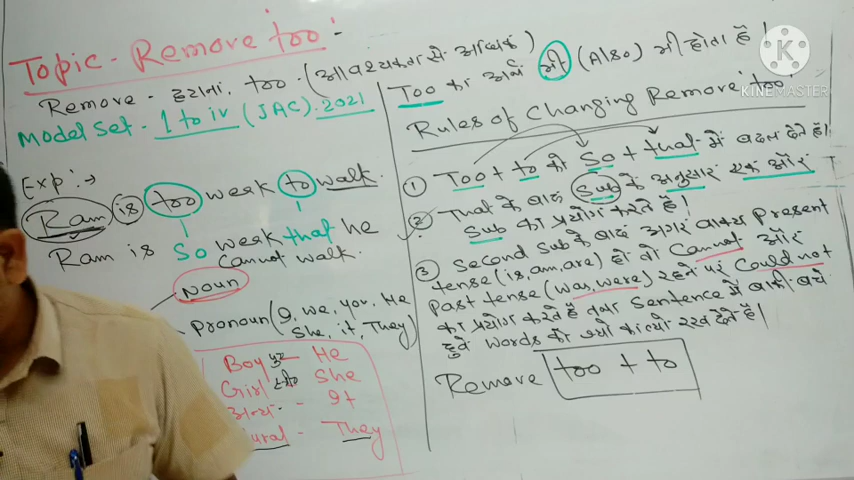 Topic - Remove too :-
Remove - हटाना, too - (आवश्यकता से अधिक)
Model Set - 1 to iv (JAC) 2021
Exp :→
Ram is too weak to walk.
Ram is so weak that he
cannot walk.
Noun
Pronoun (I, we, you, He
She, it, They)
Boy पु - He
Girl स्त्री - She
अन्य - It
Plural - They
Too का अर्थ भी (Also) भी होता है।
Rules of Changing Remove 'too' :
① Too + to को So + that में बदल देते हैं।
② That के बाद Sub के अनुसार एक और
Sub का प्रयोग करते हैं।
③ Second Sub के बाद अगर वाक्य Present
tense (is, am, are) हो तो Cannot और
Past tense (was, were) रहने पर Could not
का प्रयोग करते हैं तथा Sentence में बाकी बचे
हुवे words को ज्यों का त्यों रख देते हैं।
Remove too + to
KINEMASTER